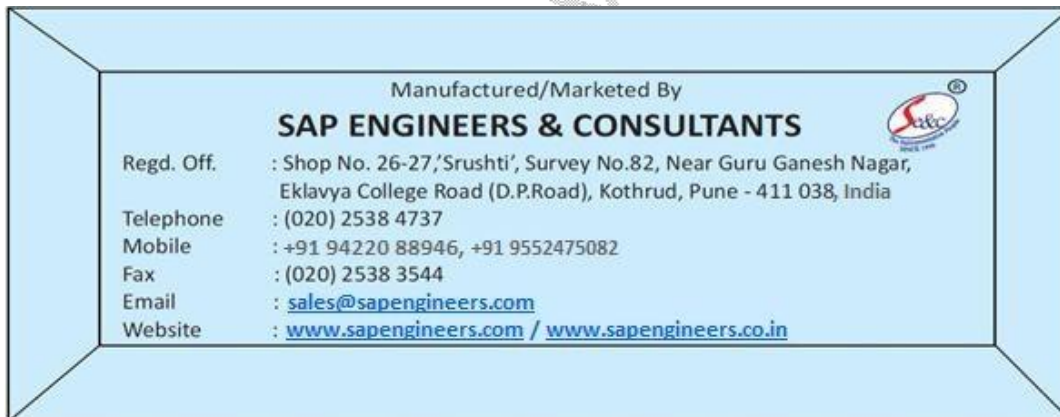 Manufactured/Marketed By
SAP ENGINEERS & CONSULTANTS
®
Sae&c
SINCE
Regd. Off. : Shop No. 26-27,'Srushti', Survey No.82, Near Guru Ganesh Nagar,
Eklavya College Road (D.P.Road), Kothrud, Pune - 411 038, India
Telephone : (020) 2538 4737
Mobile : +91 94220 88946, +91 9552475082
Fax : (020) 2538 3544
Email : sales@sapengineers.com
Website : www.sapengineers.com / www.sapengineers.co.in